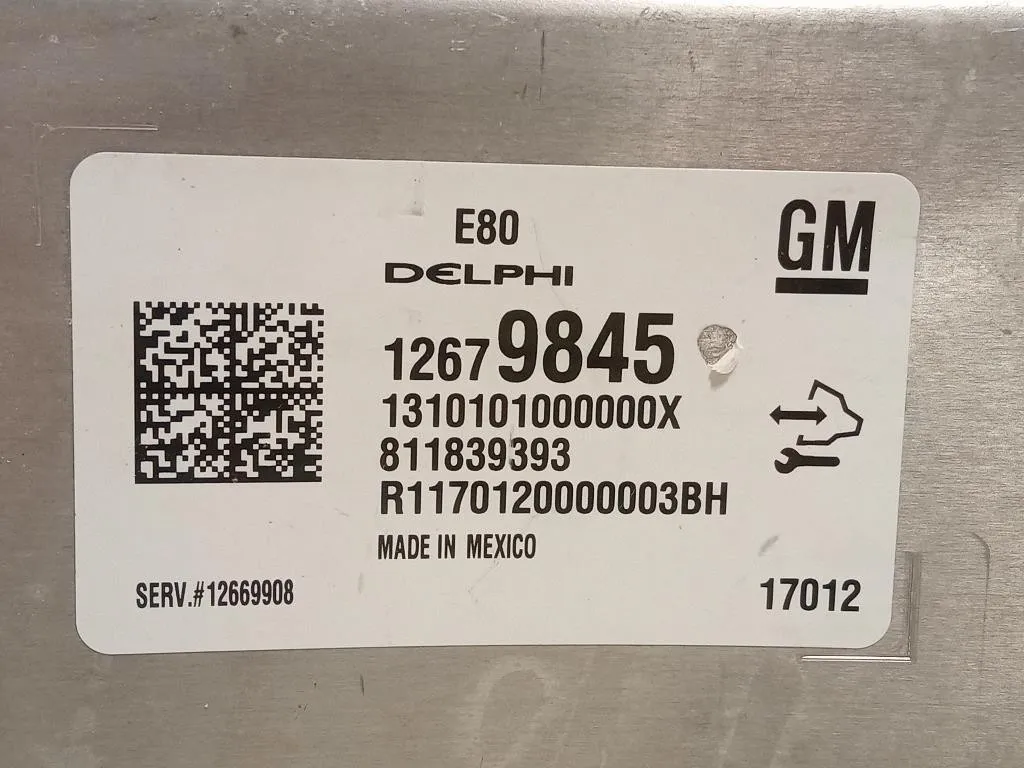 E80
GM
DELPHI
12679845
1310101000000X
811839393
R1170120000003BH
MADE IN MEXICO
SERV.#12669908
17012